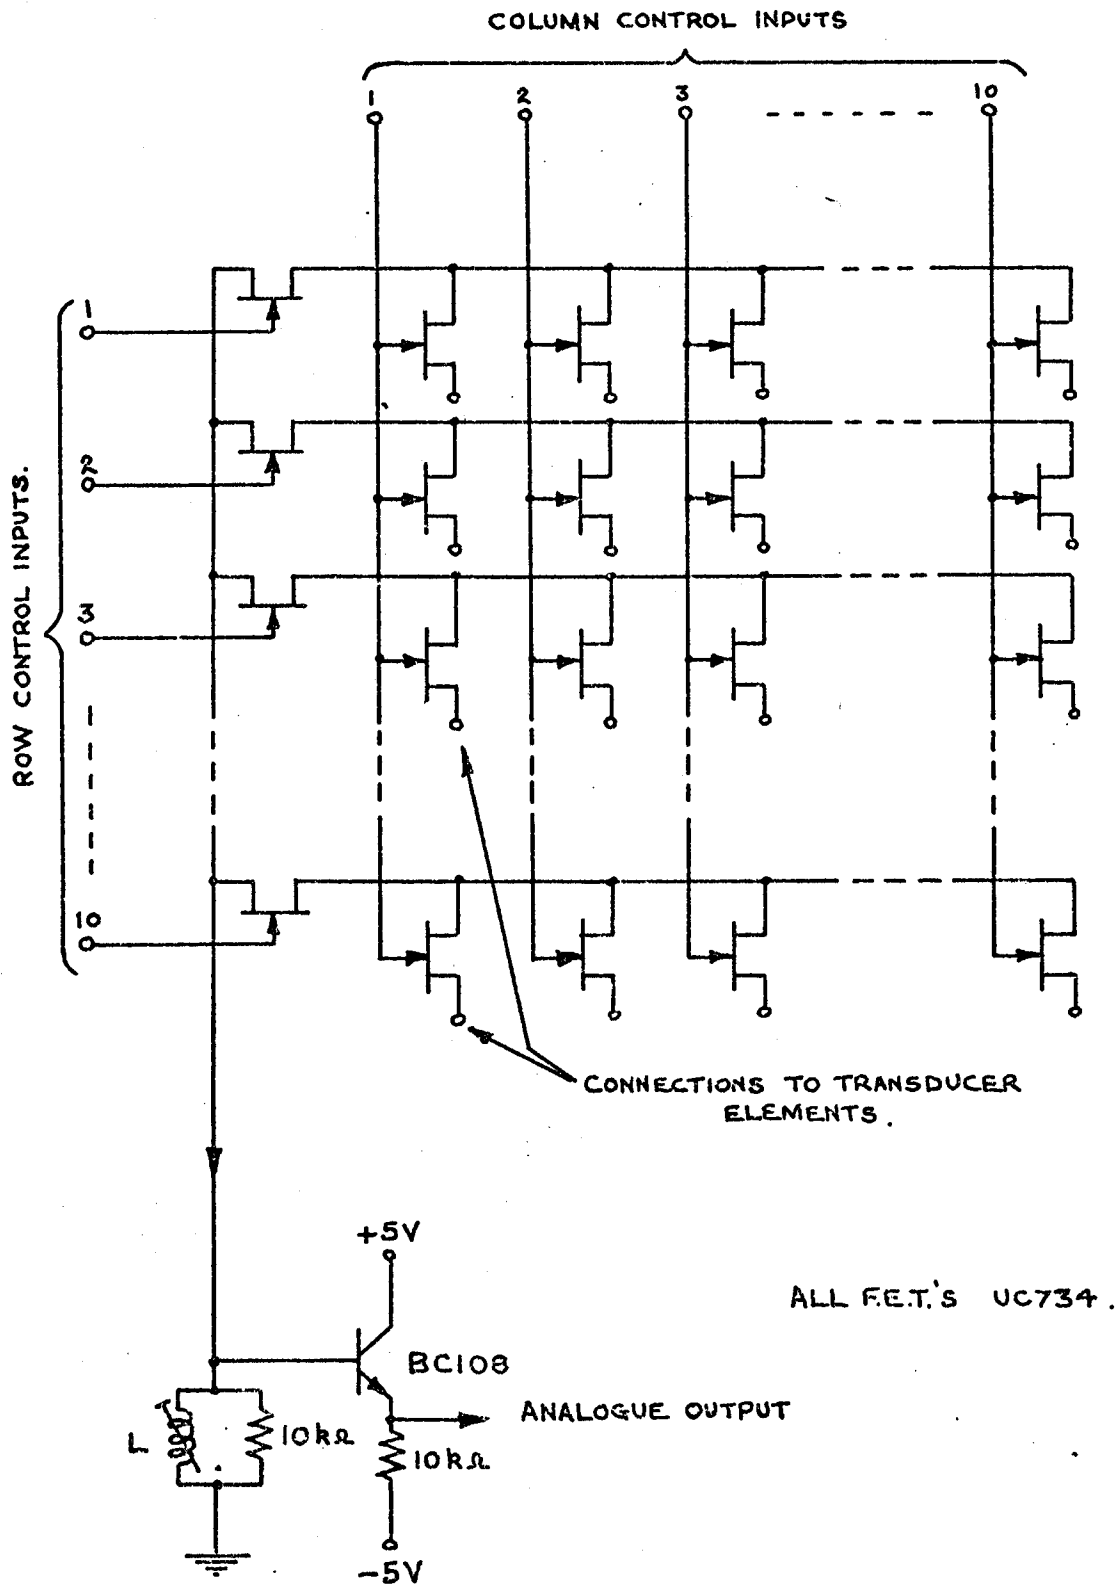 COLUMN CONTROL INPUTS
1 2 3 10
ROW CONTROL INPUTS.
1
2
3
10
CONNECTIONS TO TRANSDUCER
ELEMENTS.
+5V
ALL F.E.T.'S UC734.
BC108
ANALOGUE OUTPUT
L 10kΩ 10kΩ
-5V